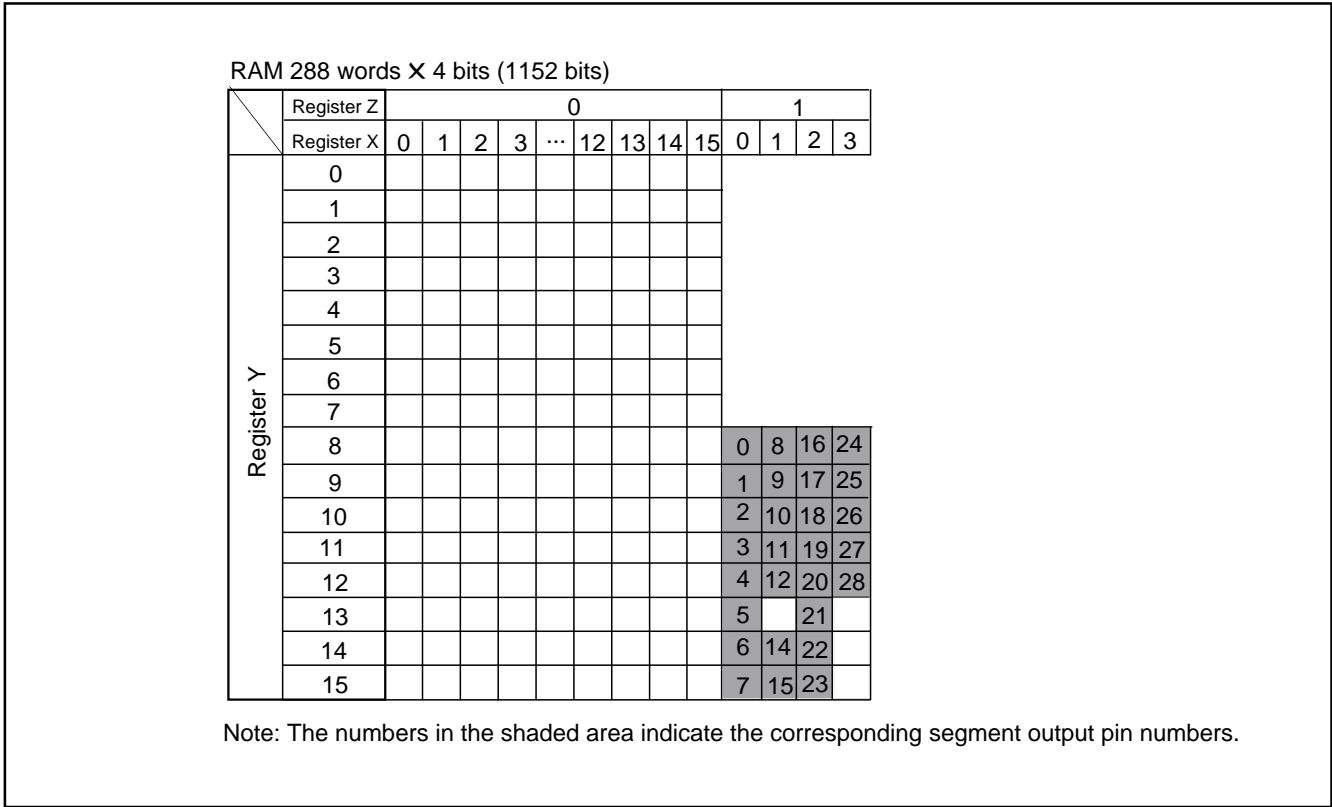 RAM 288 words X 4 bits (1152 bits)
Register Z 0 1
Register X 0 1 2 3 ... 12 13 14 15 0 1 2 3
Register Y
0
1
2
3
4
5
6
7
8 0 8 16 24
9 1 9 17 25
10 2 10 18 26
11 3 11 19 27
12 4 12 20 28
13 5 21
14 6 14 22
15 7 15 23
Note: The numbers in the shaded area indicate the corresponding segment output pin numbers.